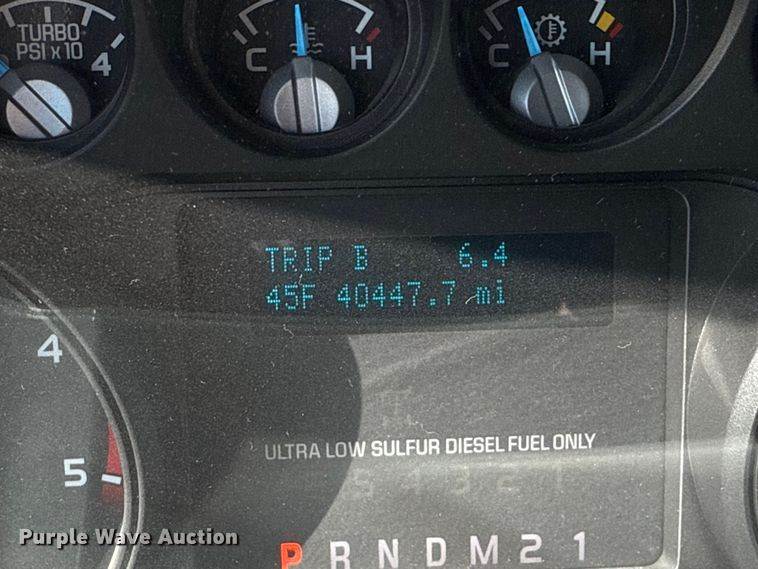 TURBO
PSI x 10
4
C H
C H
TRIP B 6.4
45F 40447.7 mi
4
ULTRA LOW SULFUR DIESEL FUEL ONLY
5
P R N D M 2 1
Purple Wave Auction